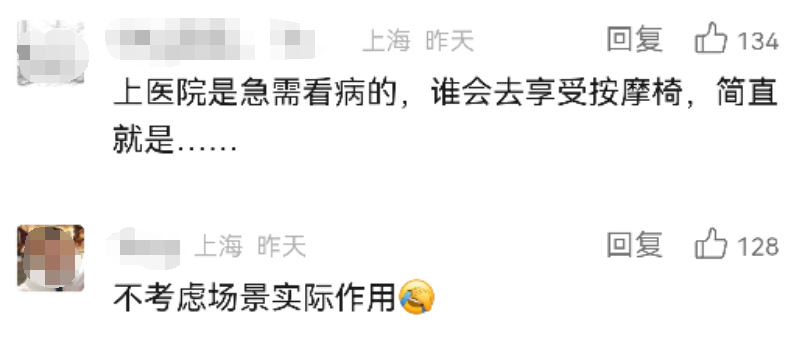 上海 昨天 回复 134
上医院是急需看病的，谁会去享受按摩椅，简直
就是……
上海 昨天 回复 128
不考虑场景实际作用🤣